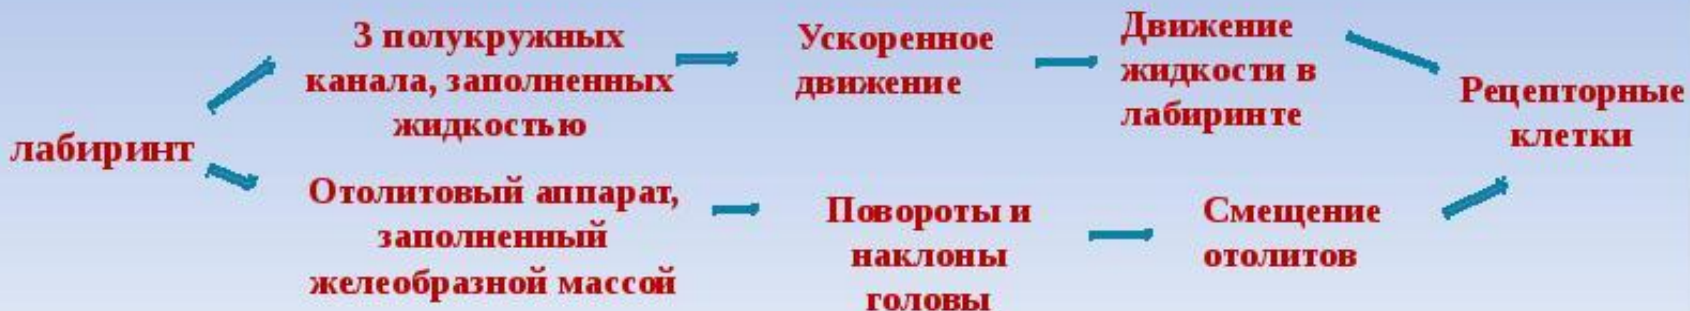 лабиринт
3 полукружных
канала, заполненных
жидкостью
Ускоренное
движение
Движение
жидкости в
лабиринте
Рецепторные
клетки
Отолитовый аппарат,
заполненный
желеобразной массой
Повороты и
наклоны
головы
Смещение
отолитов